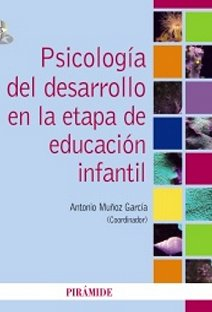 Psicología
del desarrollo
en la etapa de
educación
infantil
Antonio Muñoz García
(Coordinador)
PIRÁMIDE